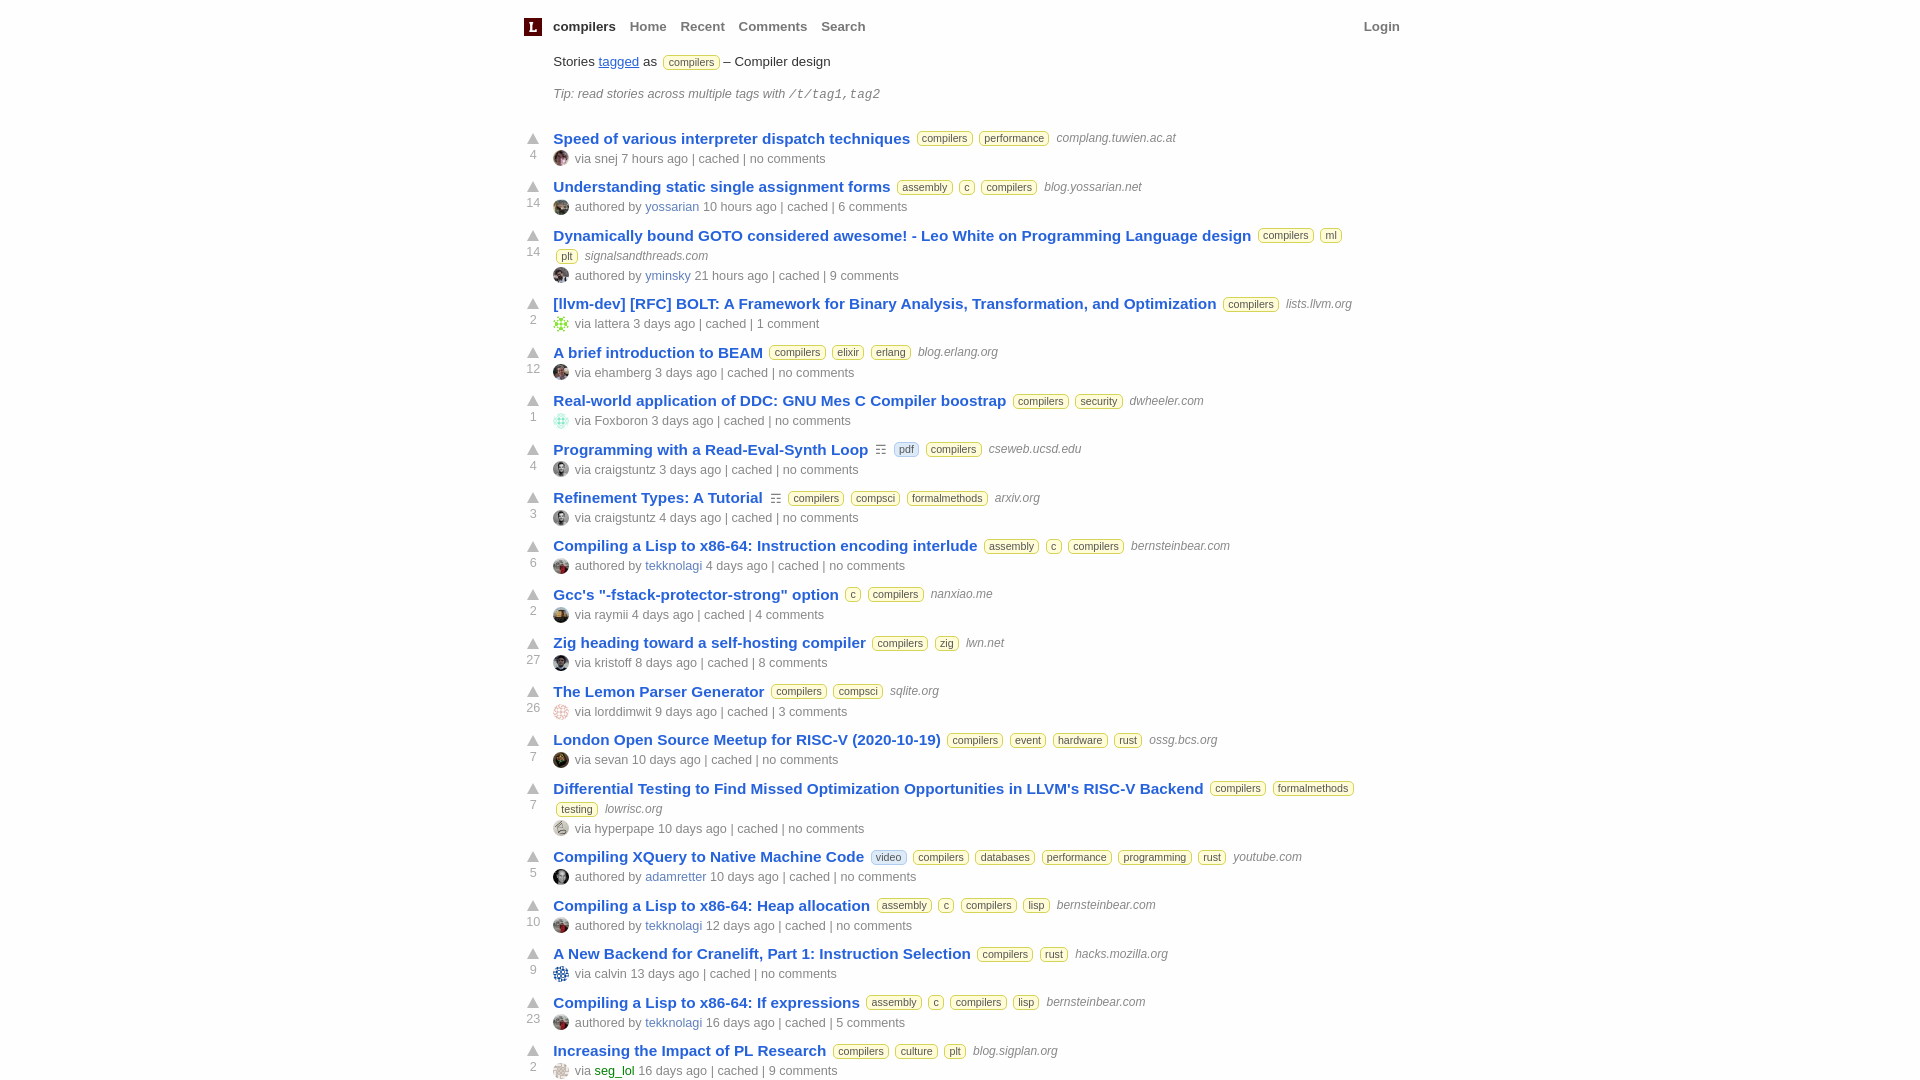 L compilers Home Recent Comments Search Login
Stories tagged as compilers – Compiler design
Tip: read stories across multiple tags with /t/tag1,tag2
Speed of various interpreter dispatch techniques compilers performance complang.tuwien.ac.at
4 via snej 7 hours ago | cached | no comments
Understanding static single assignment forms assembly c compilers blog.yossarian.net
14 authored by yossarian 10 hours ago | cached | 6 comments
Dynamically bound GOTO considered awesome! - Leo White on Programming Language design compilers ml
14 plt signalsandthreads.com
authored by yminsky 21 hours ago | cached | 9 comments
[llvm-dev] [RFC] BOLT: A Framework for Binary Analysis, Transformation, and Optimization compilers lists.llvm.org
2 via lattera 3 days ago | cached | 1 comment
A brief introduction to BEAM compilers elixir erlang blog.erlang.org
12 via ehamberg 3 days ago | cached | no comments
Real-world application of DDC: GNU Mes C Compiler boostrap compilers security dwheeler.com
1 via Foxboron 3 days ago | cached | no comments
Programming with a Read-Eval-Synth Loop ☶ pdf compilers cseweb.ucsd.edu
4 via craigstuntz 3 days ago | cached | no comments
Refinement Types: A Tutorial ☶ compilers compsci formalmethods arxiv.org
3 via craigstuntz 4 days ago | cached | no comments
Compiling a Lisp to x86-64: Instruction encoding interlude assembly c compilers bernsteinbear.com
6 authored by tekknolagi 4 days ago | cached | no comments
Gcc's "-fstack-protector-strong" option c compilers nanxiao.me
2 via raymii 4 days ago | cached | 4 comments
Zig heading toward a self-hosting compiler compilers zig lwn.net
27 via kristoff 8 days ago | cached | 8 comments
The Lemon Parser Generator compilers compsci sqlite.org
26 via lorddimwit 9 days ago | cached | 3 comments
London Open Source Meetup for RISC-V (2020-10-19) compilers event hardware rust ossg.bcs.org
7 via sevan 10 days ago | cached | no comments
Differential Testing to Find Missed Optimization Opportunities in LLVM's RISC-V Backend compilers formalmethods
7 testing lowrisc.org
via hyperpape 10 days ago | cached | no comments
Compiling XQuery to Native Machine Code video compilers databases performance programming rust youtube.com
5 authored by adamretter 10 days ago | cached | no comments
Compiling a Lisp to x86-64: Heap allocation assembly c compilers lisp bernsteinbear.com
10 authored by tekknolagi 12 days ago | cached | no comments
A New Backend for Cranelift, Part 1: Instruction Selection compilers rust hacks.mozilla.org
9 via calvin 13 days ago | cached | no comments
Compiling a Lisp to x86-64: If expressions assembly c compilers lisp bernsteinbear.com
23 authored by tekknolagi 16 days ago | cached | 5 comments
Increasing the Impact of PL Research compilers culture plt blog.sigplan.org
2 via seg_lol 16 days ago | cached | 9 comments